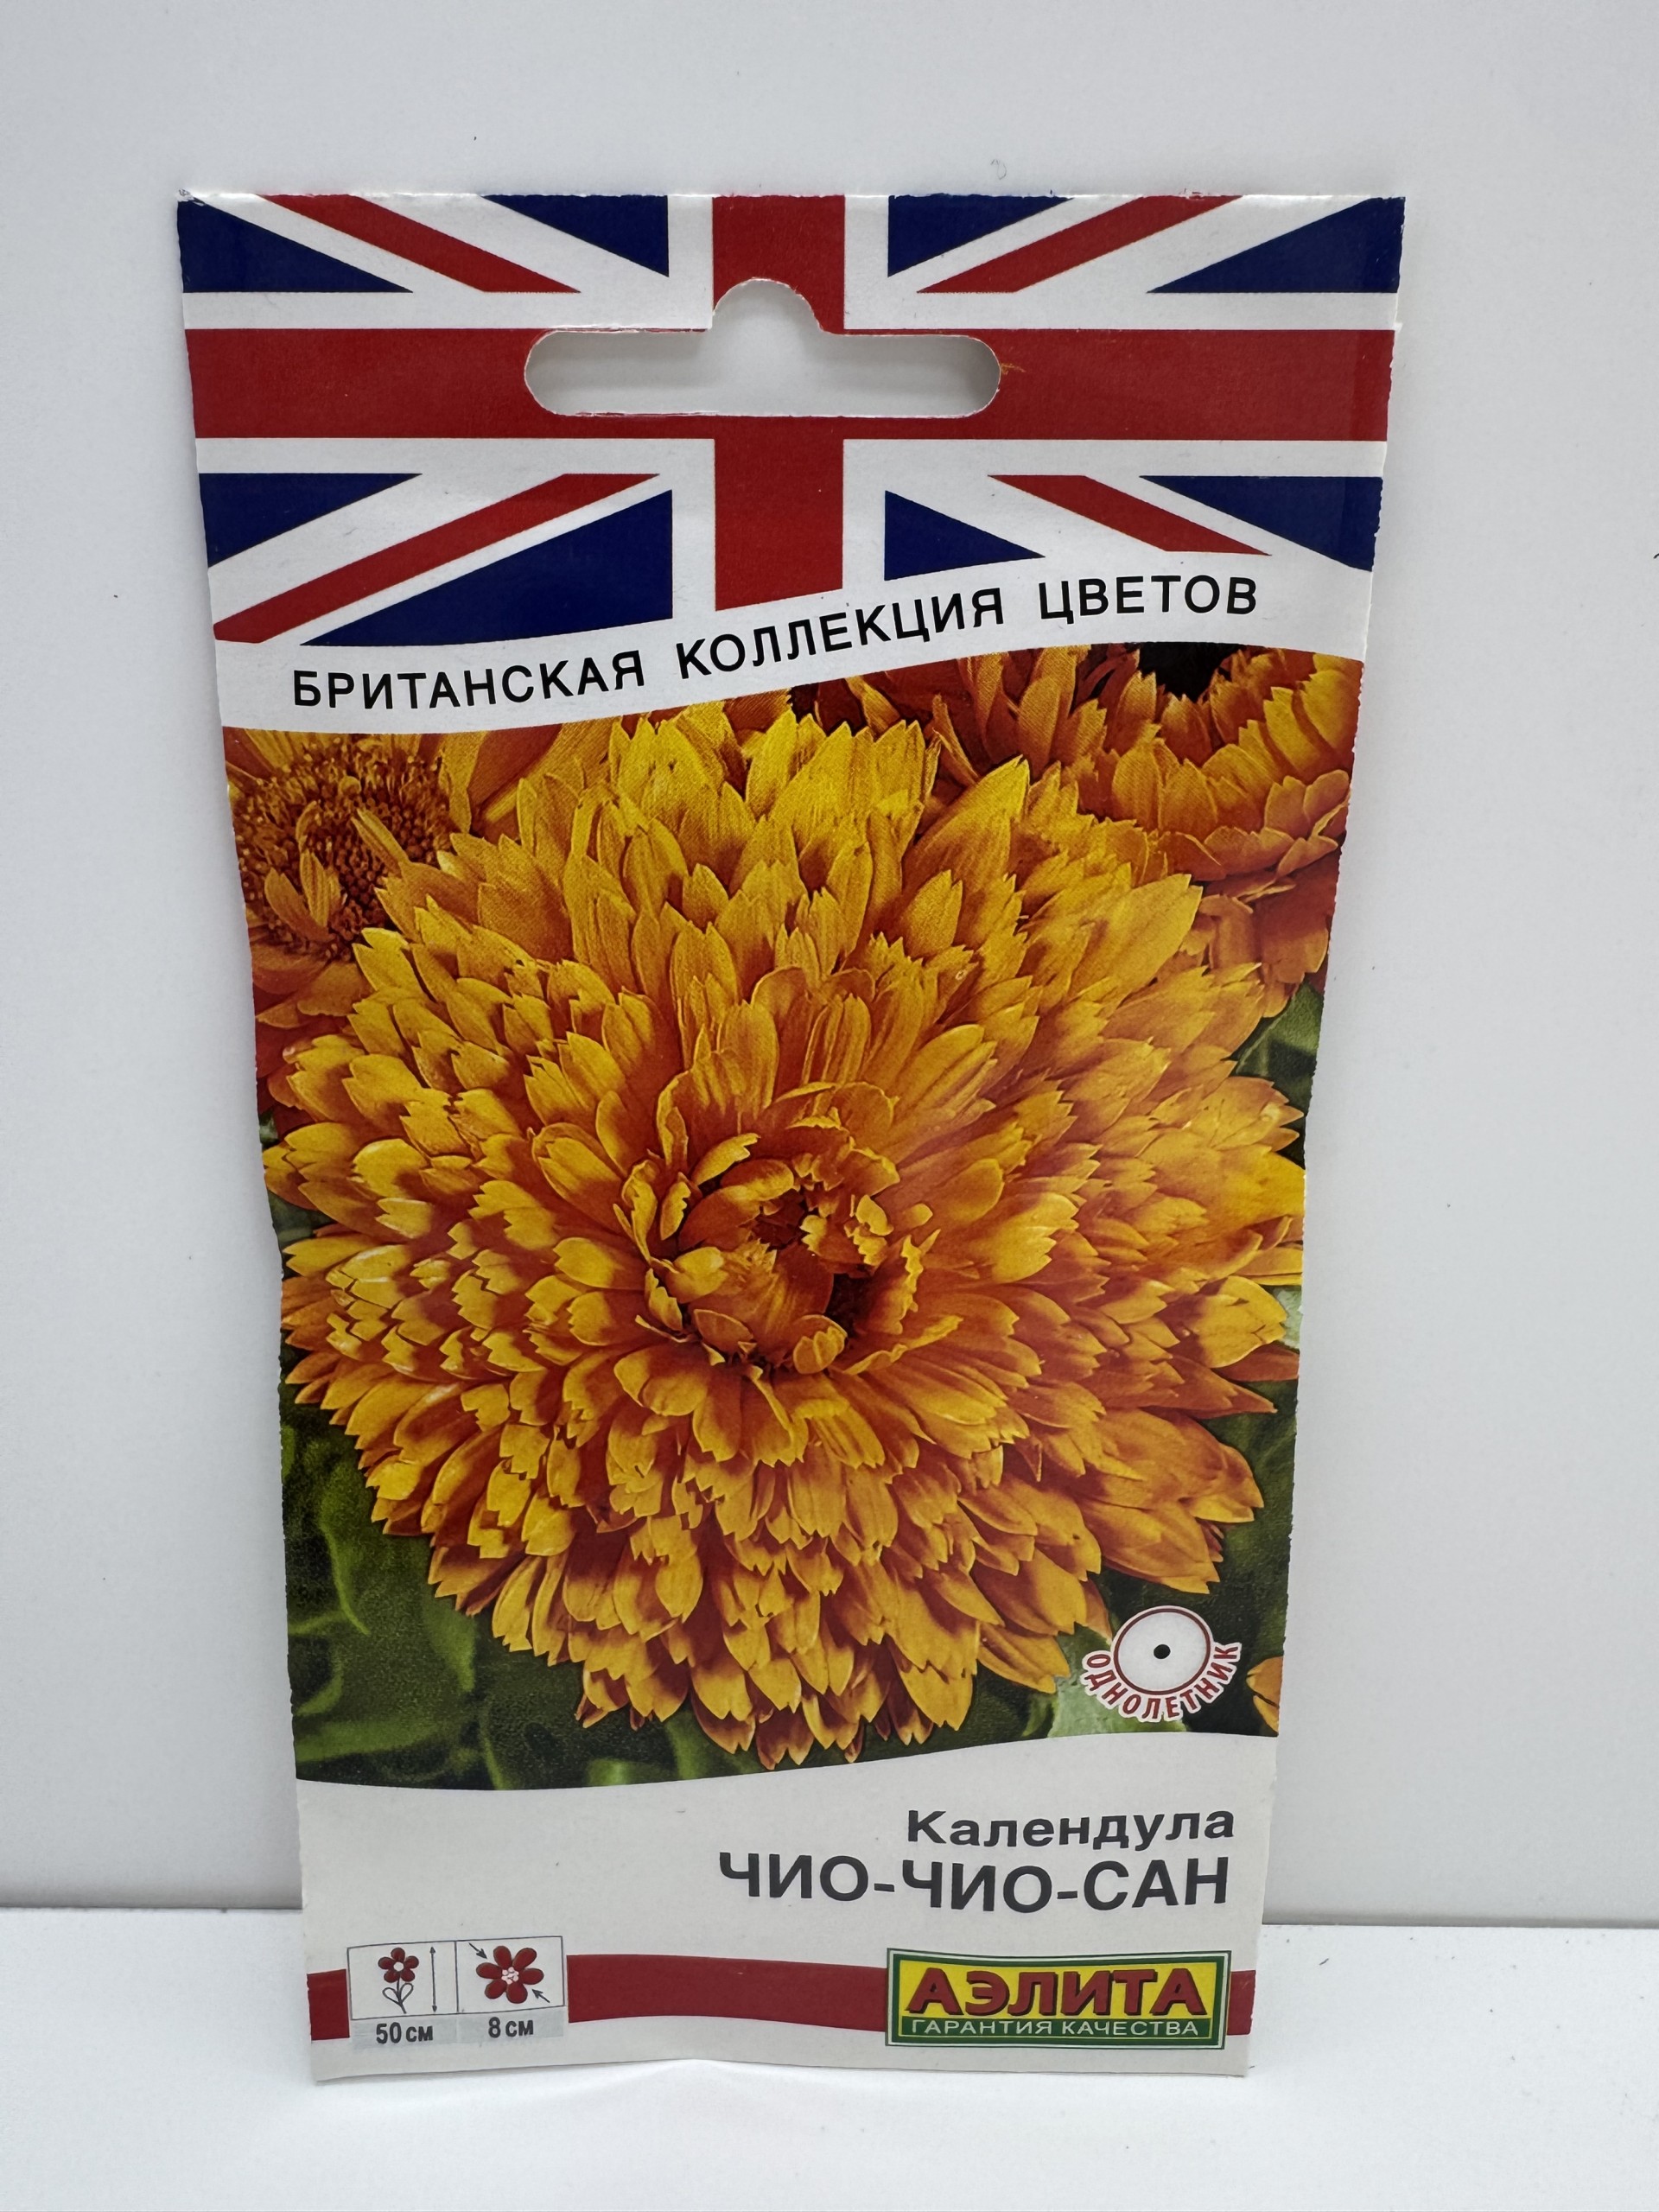 БРИТАНСКАЯ КОЛЛЕКЦИЯ ЦВЕТОВ
ОДНОЛЕТНИК
Календула
ЧИО-ЧИО-САН
50 см
8 см
АЭЛИТА
ГАРАНТИЯ КАЧЕСТВА